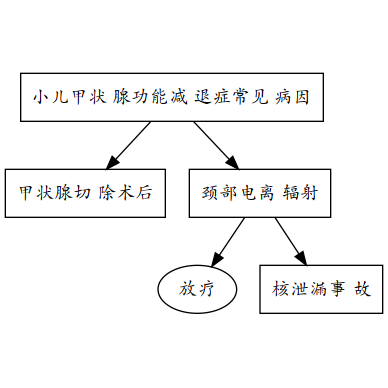 小儿甲状 腺功能减 退症常见 病因
甲状腺切 除术后
颈部电离 辐射
放疗
核泄漏事 故